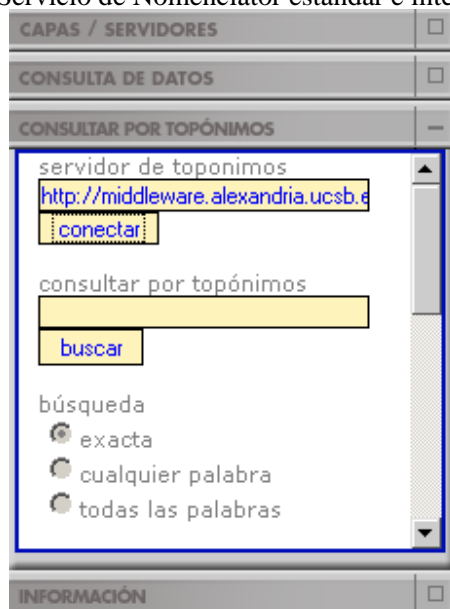 Servicio de Nomenclator estándar e inte
CAPAS / SERVIDORES
CONSULTA DE DATOS
CONSULTAR POR TOPÓNIMOS
servidor de toponimos
http://middleware.alexandria.ucsb.e
conectar
consultar por topónimos
buscar
búsqueda
exacta
cualquier palabra
todas las palabras
INFORMACIÓN